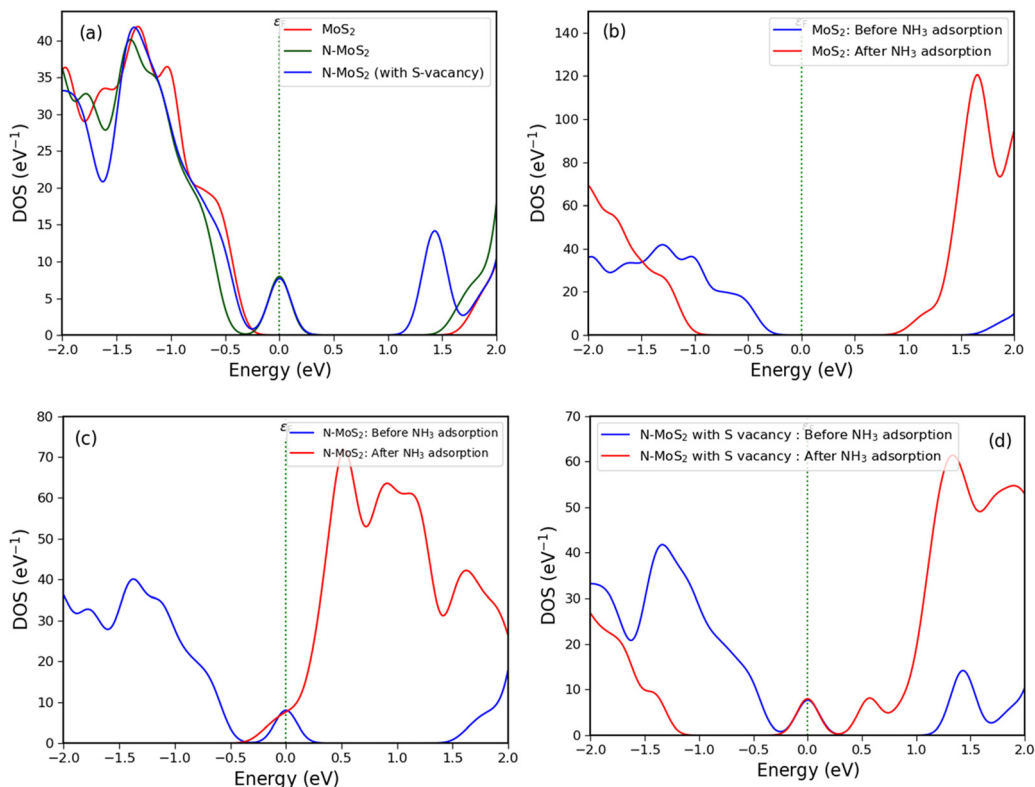 (a)
ε_F
MoS₂
N-MoS₂
N-MoS₂ (with S-vacancy)
DOS (eV⁻¹)
40
35
30
25
20
15
10
5
0
−2.0 −1.5 −1.0 −0.5 0.0 0.5 1.0 1.5 2.0
Energy (eV)
(b)
MoS₂: Before NH₃ adsorption
MoS₂: After NH₃ adsorption
DOS (eV⁻¹)
140
120
100
80
60
40
20
0
−2.0 −1.5 −1.0 −0.5 0.0 0.5 1.0 1.5 2.0
Energy (eV)
(c)
N-MoS₂: Before NH₃ adsorption
N-MoS₂: After NH₃ adsorption
DOS (eV⁻¹)
80
70
60
50
40
30
20
10
0
−2.0 −1.5 −1.0 −0.5 0.0 0.5 1.0 1.5 2.0
Energy (eV)
(d)
N-MoS₂ with S vacancy : Before NH₃ adsorption
N-MoS₂ with S vacancy : After NH₃ adsorption
DOS (eV⁻¹)
70
60
50
40
30
20
10
0
−2.0 −1.5 −1.0 −0.5 0.0 0.5 1.0 1.5 2.0
Energy (eV)